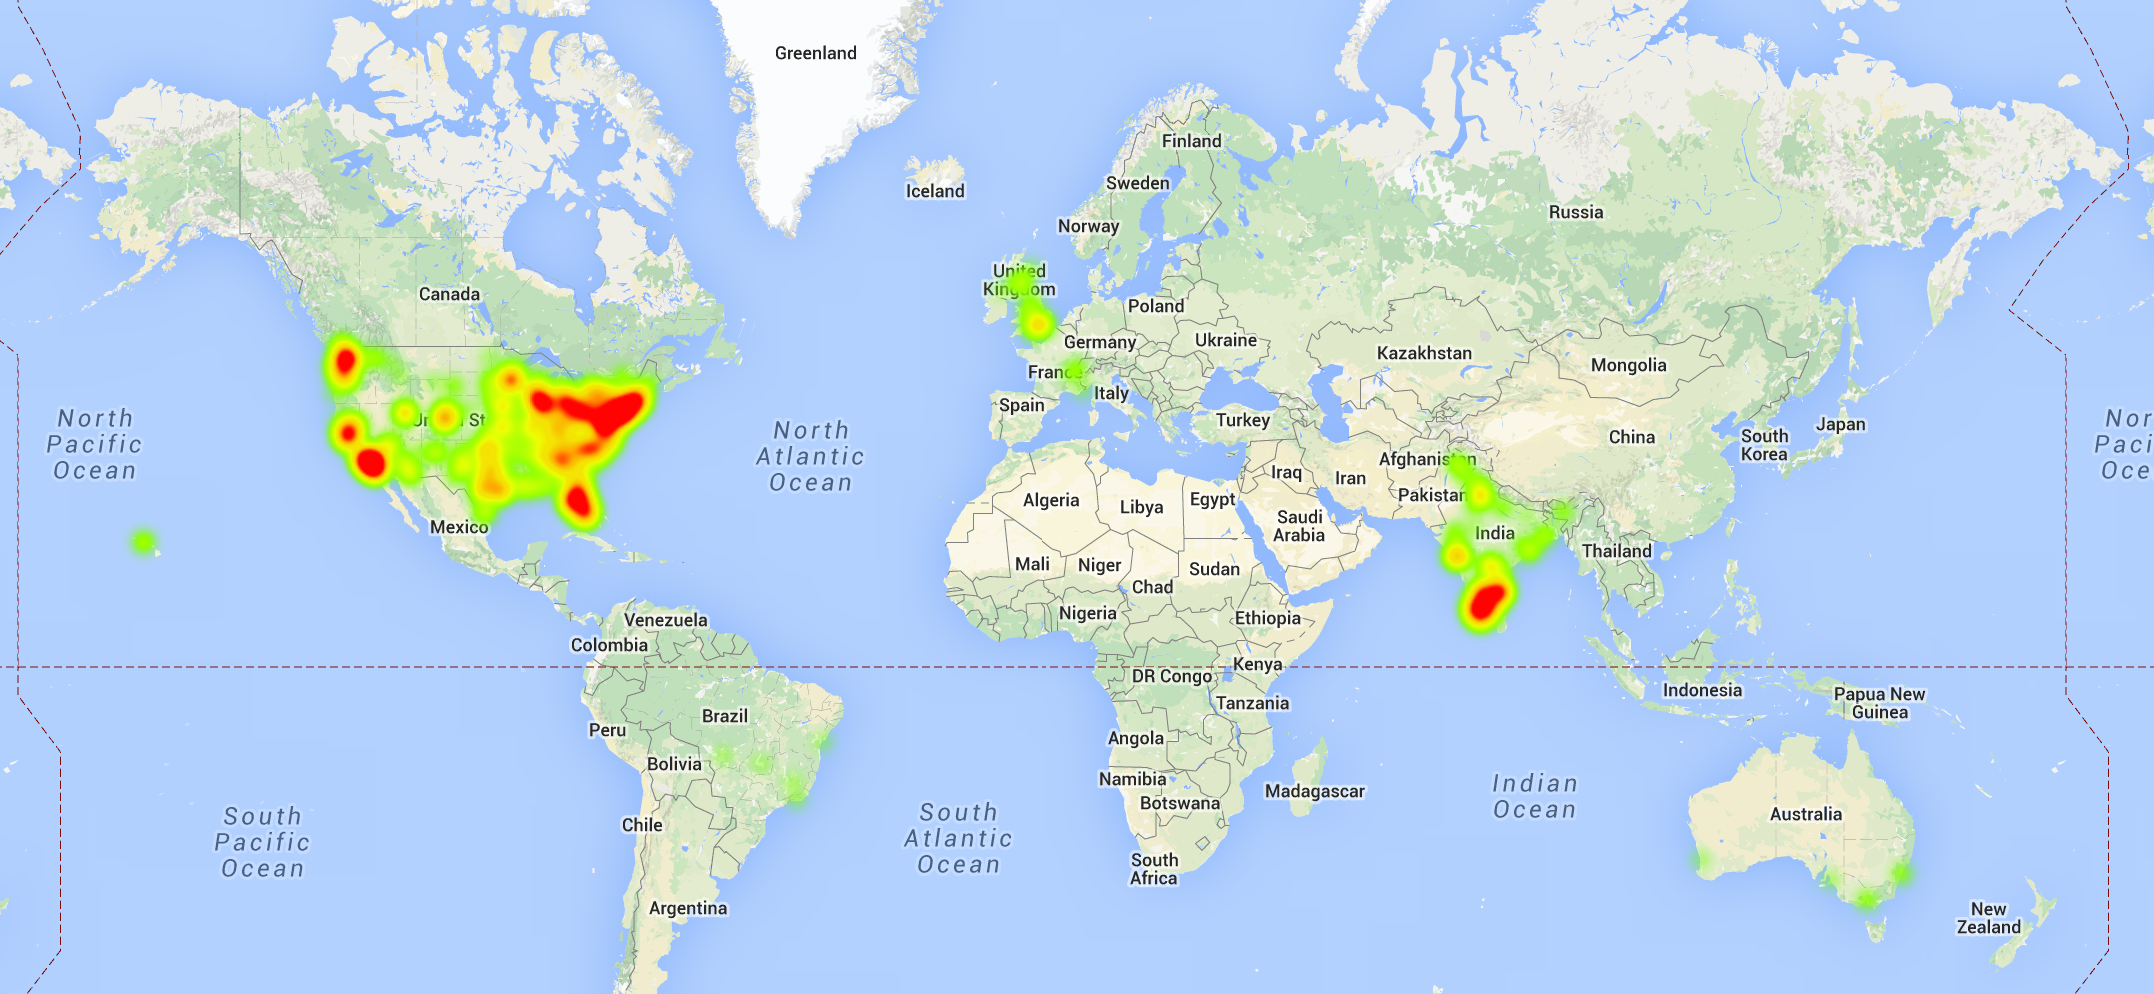 Greenland
Finland
Iceland
Sweden
Russia
Norway
United
Kingdom
Canada
Poland
Germany
Ukraine
Kazakhstan
Mongolia
France
Italy
Spain
Turkey
United St
North
Pacific
Ocean
North
Atlantic
Ocean
China
South
Korea
Japan
Nor
Paci
Oce
Afghanistan
Iraq
Iran
Pakistan
Algeria
Libya
Egypt
Saudi
Arabia
Mexico
India
Thailand
Mali
Niger
Chad
Sudan
Nigeria
Ethiopia
Venezuela
Colombia
Kenya
DR Congo
Tanzania
Indonesia
Papua New
Guinea
Brazil
Peru
Angola
Bolivia
Namibia
Botswana
Madagascar
Indian
Ocean
Australia
South
Pacific
Ocean
Chile
South
Atlantic
Ocean
South
Africa
Argentina
New
Zealand